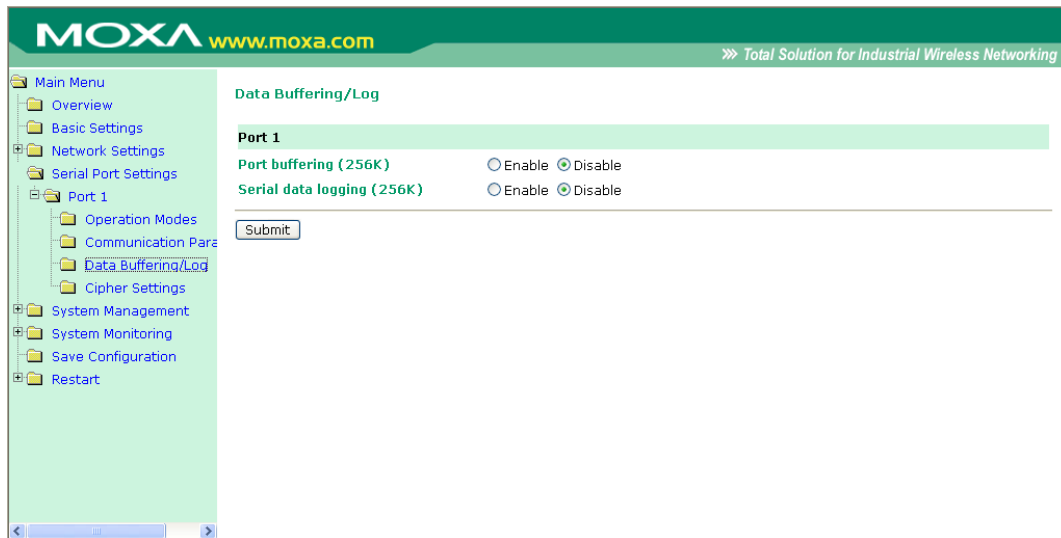 MOXA www.moxa.com
Total Solution for Industrial Wireless Networking
Main Menu
Overview
Basic Settings
Network Settings
Serial Port Settings
Port 1
Operation Modes
Communication Para
Data Buffering/Log
Cipher Settings
System Management
System Monitoring
Save Configuration
Restart
Data Buffering/Log
Port 1
Port buffering (256K) Enable Disable
Serial data logging (256K) Enable Disable
Submit